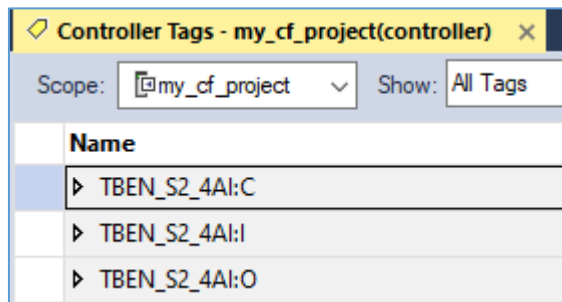 Controller Tags - my_cf_project(controller)
Scope: my_cf_project Show: All Tags
Name
TBEN_S2_4AI:C
TBEN_S2_4AI:I
TBEN_S2_4AI:O